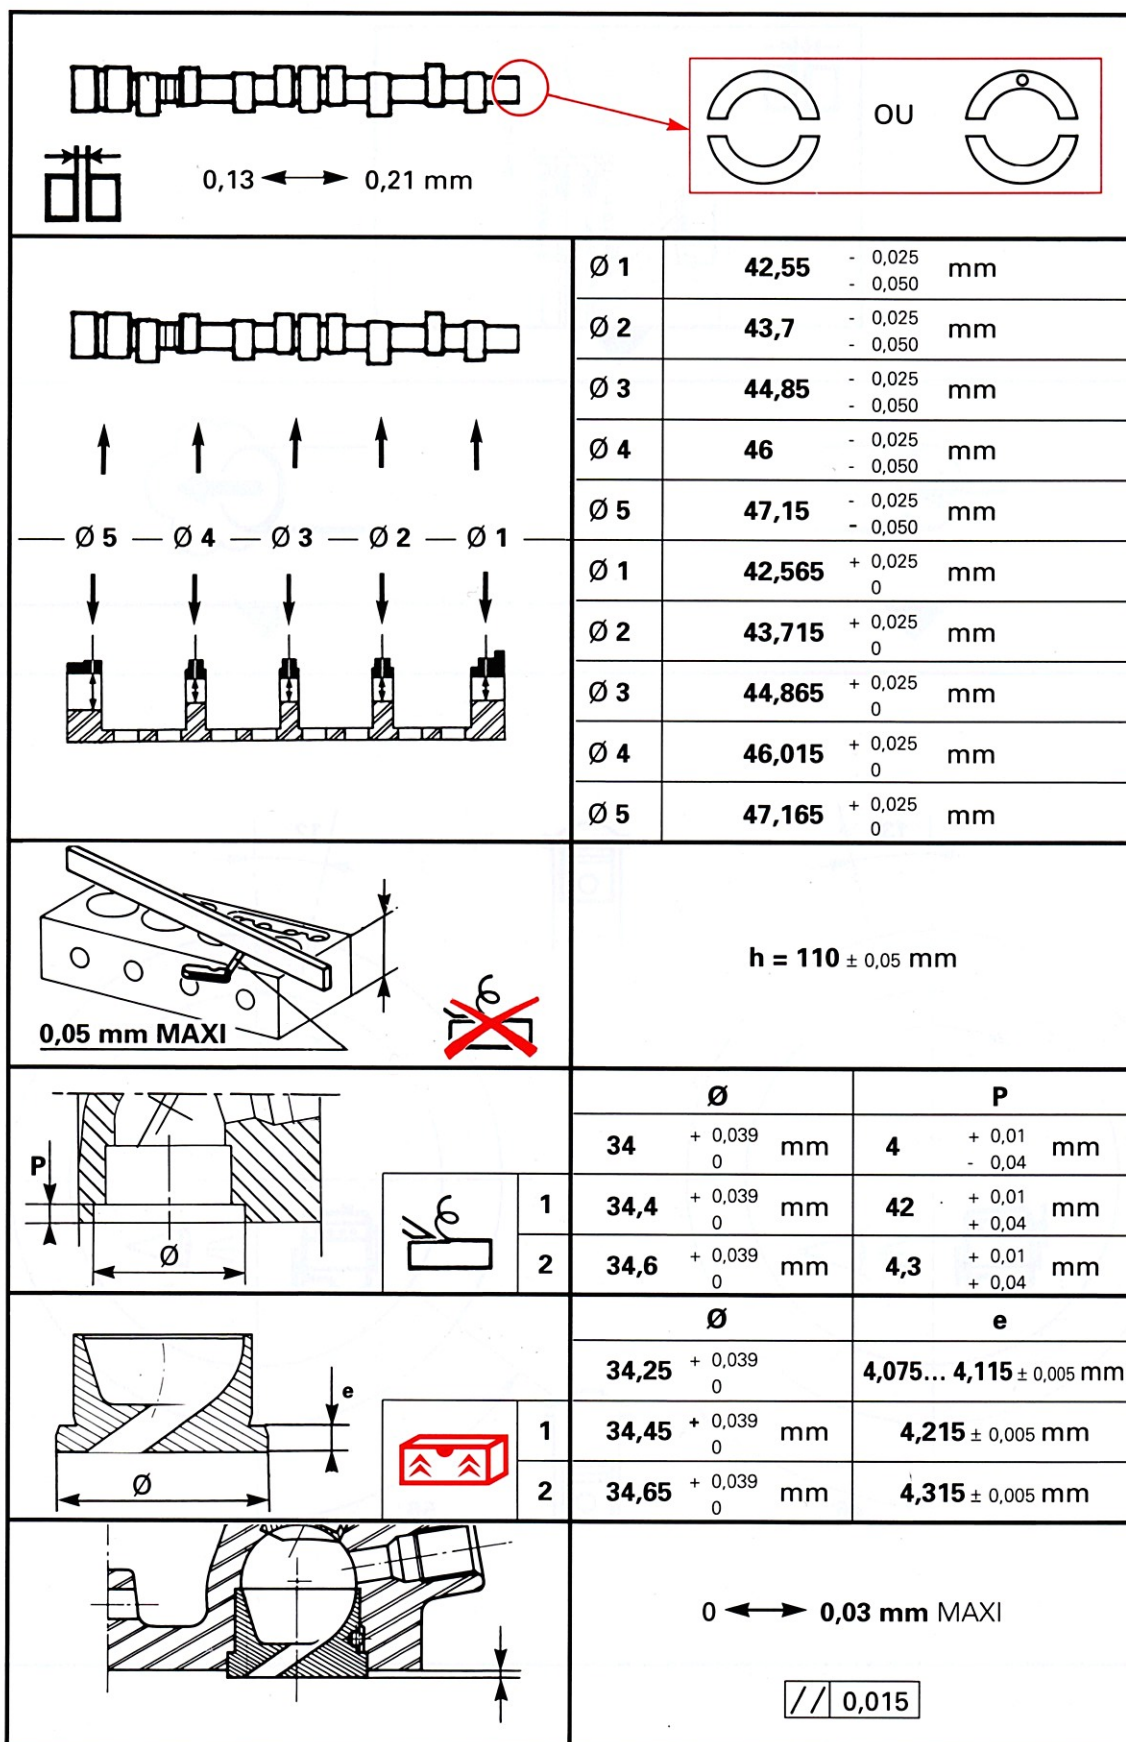 OU
0,13 0,21 mm
Ø 1 42,55 - 0,025 - 0,050 mm
Ø 2 43,7 - 0,025 - 0,050 mm
Ø 3 44,85 - 0,025 - 0,050 mm
Ø 4 46 - 0,025 - 0,050 mm
Ø 5 47,15 - 0,025 - 0,050 mm
Ø 5 Ø 4 Ø 3 Ø 2 Ø 1
Ø 1 42,565 + 0,025 0 mm
Ø 2 43,715 + 0,025 0 mm
Ø 3 44,865 + 0,025 0 mm
Ø 4 46,015 + 0,025 0 mm
Ø 5 47,165 + 0,025 0 mm
h = 110 ± 0,05 mm
0,05 mm MAXI
Ø P
34 + 0,039 0 mm 4 + 0,01 - 0,04 mm
P
1 34,4 + 0,039 0 mm 42 + 0,01 + 0,04 mm
Ø
2 34,6 + 0,039 0 mm 4,3 + 0,01 + 0,04 mm
Ø e
34,25 + 0,039 0 4,075... 4,115 ± 0,005 mm
e
1 34,45 + 0,039 0 mm 4,215 ± 0,005 mm
Ø
2 34,65 + 0,039 0 mm 4,315 ± 0,005 mm
0 0,03 mm MAXI
// 0,015